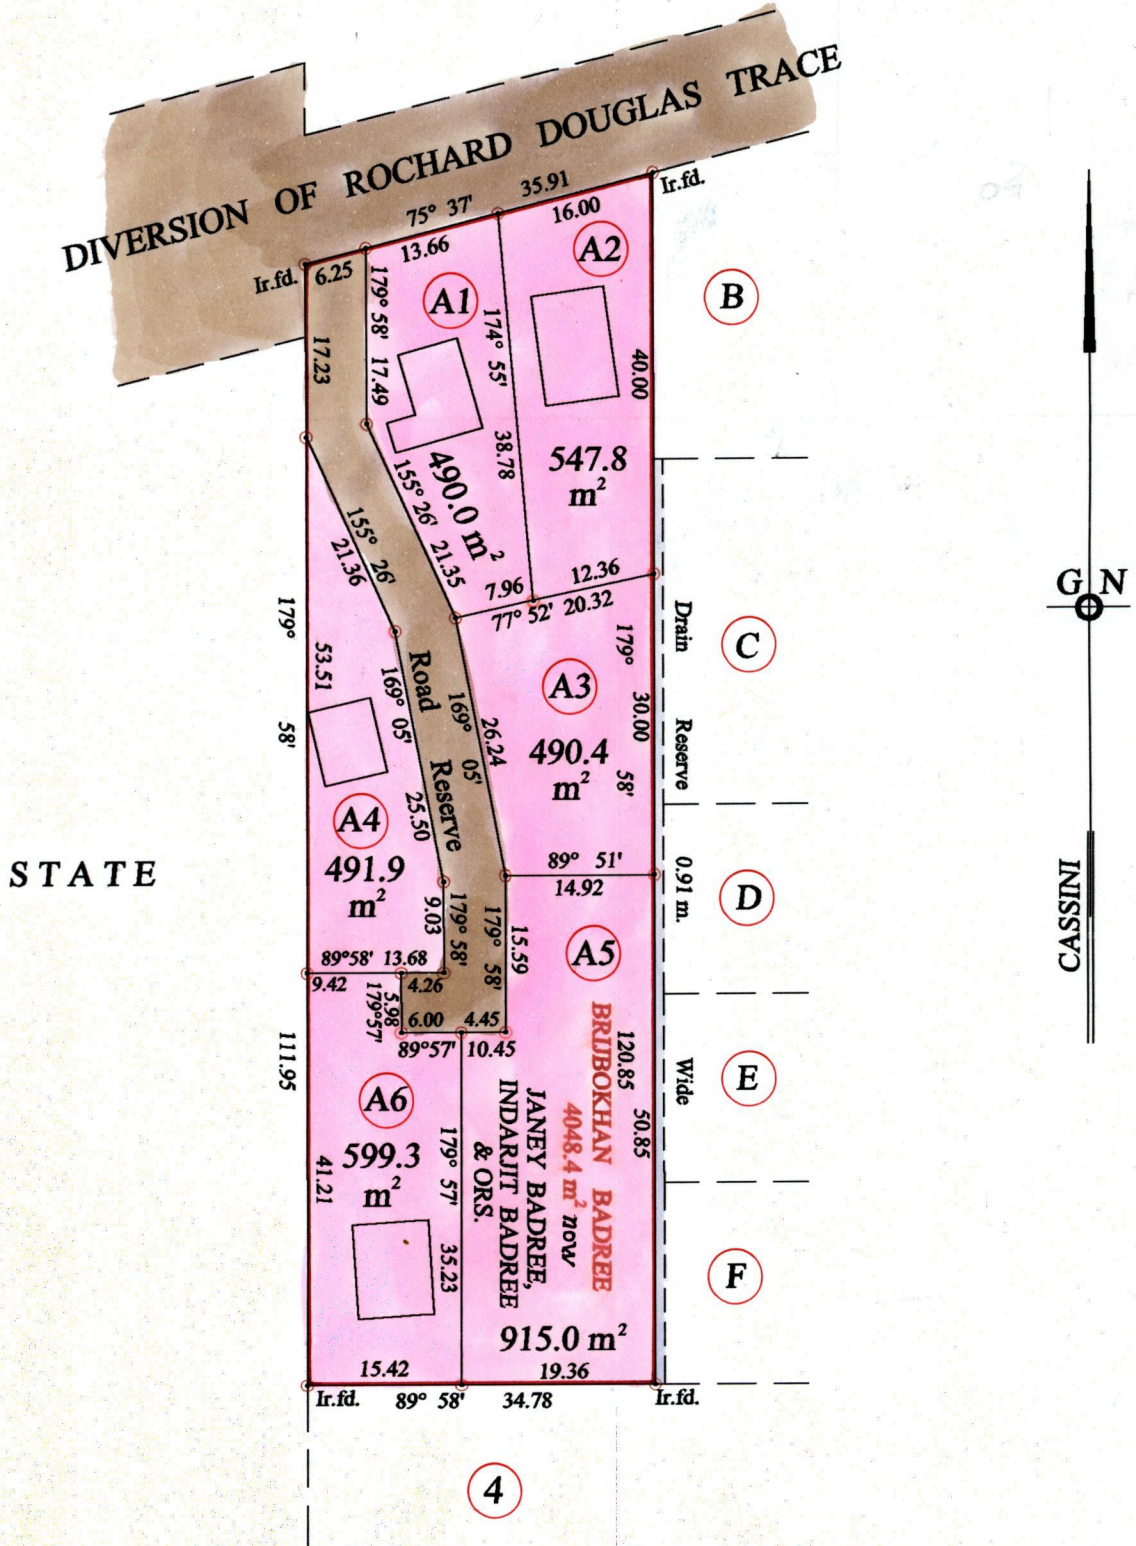 DIVERSION OF ROCHARD DOUGLAS TRACE
Ir.fd.
75° 37'
35.91
Ir.fd.
6.25
13.66
16.00
A1
A2
B
179° 58' 17.49
17.23
174° 55'
38.78
40.00
490.0 m²
547.8
m²
155° 26'
21.36
155° 26' 21.35
7.96
12.36
77° 52' 20.32
G N
179° 58'
53.51
Road Reserve
169° 05'
25.50
169° 05'
26.24
A3
490.4
m²
179° 58'
30.00
Drain Reserve 0.91 m. Wide
C
A4
491.9
m²
STATE
89° 51'
14.92
D
CASSINI
9.03
179° 58'
179° 58'
15.59
A5
89°58' 13.68
9.42
4.26
5.98
179°57'
6.00
4.45
89°57' 10.45
111.95
120.85
50.85
E
A6
599.3
m²
41.21
179° 57'
35.23
BRIJBOKHAN BADREE
4048.4 m² now
JANEY BADREE,
INDARJIT BADREE
& ORS.
F
915.0 m²
15.42
19.36
Ir.fd.
89° 58' 34.78
Ir.fd.
4